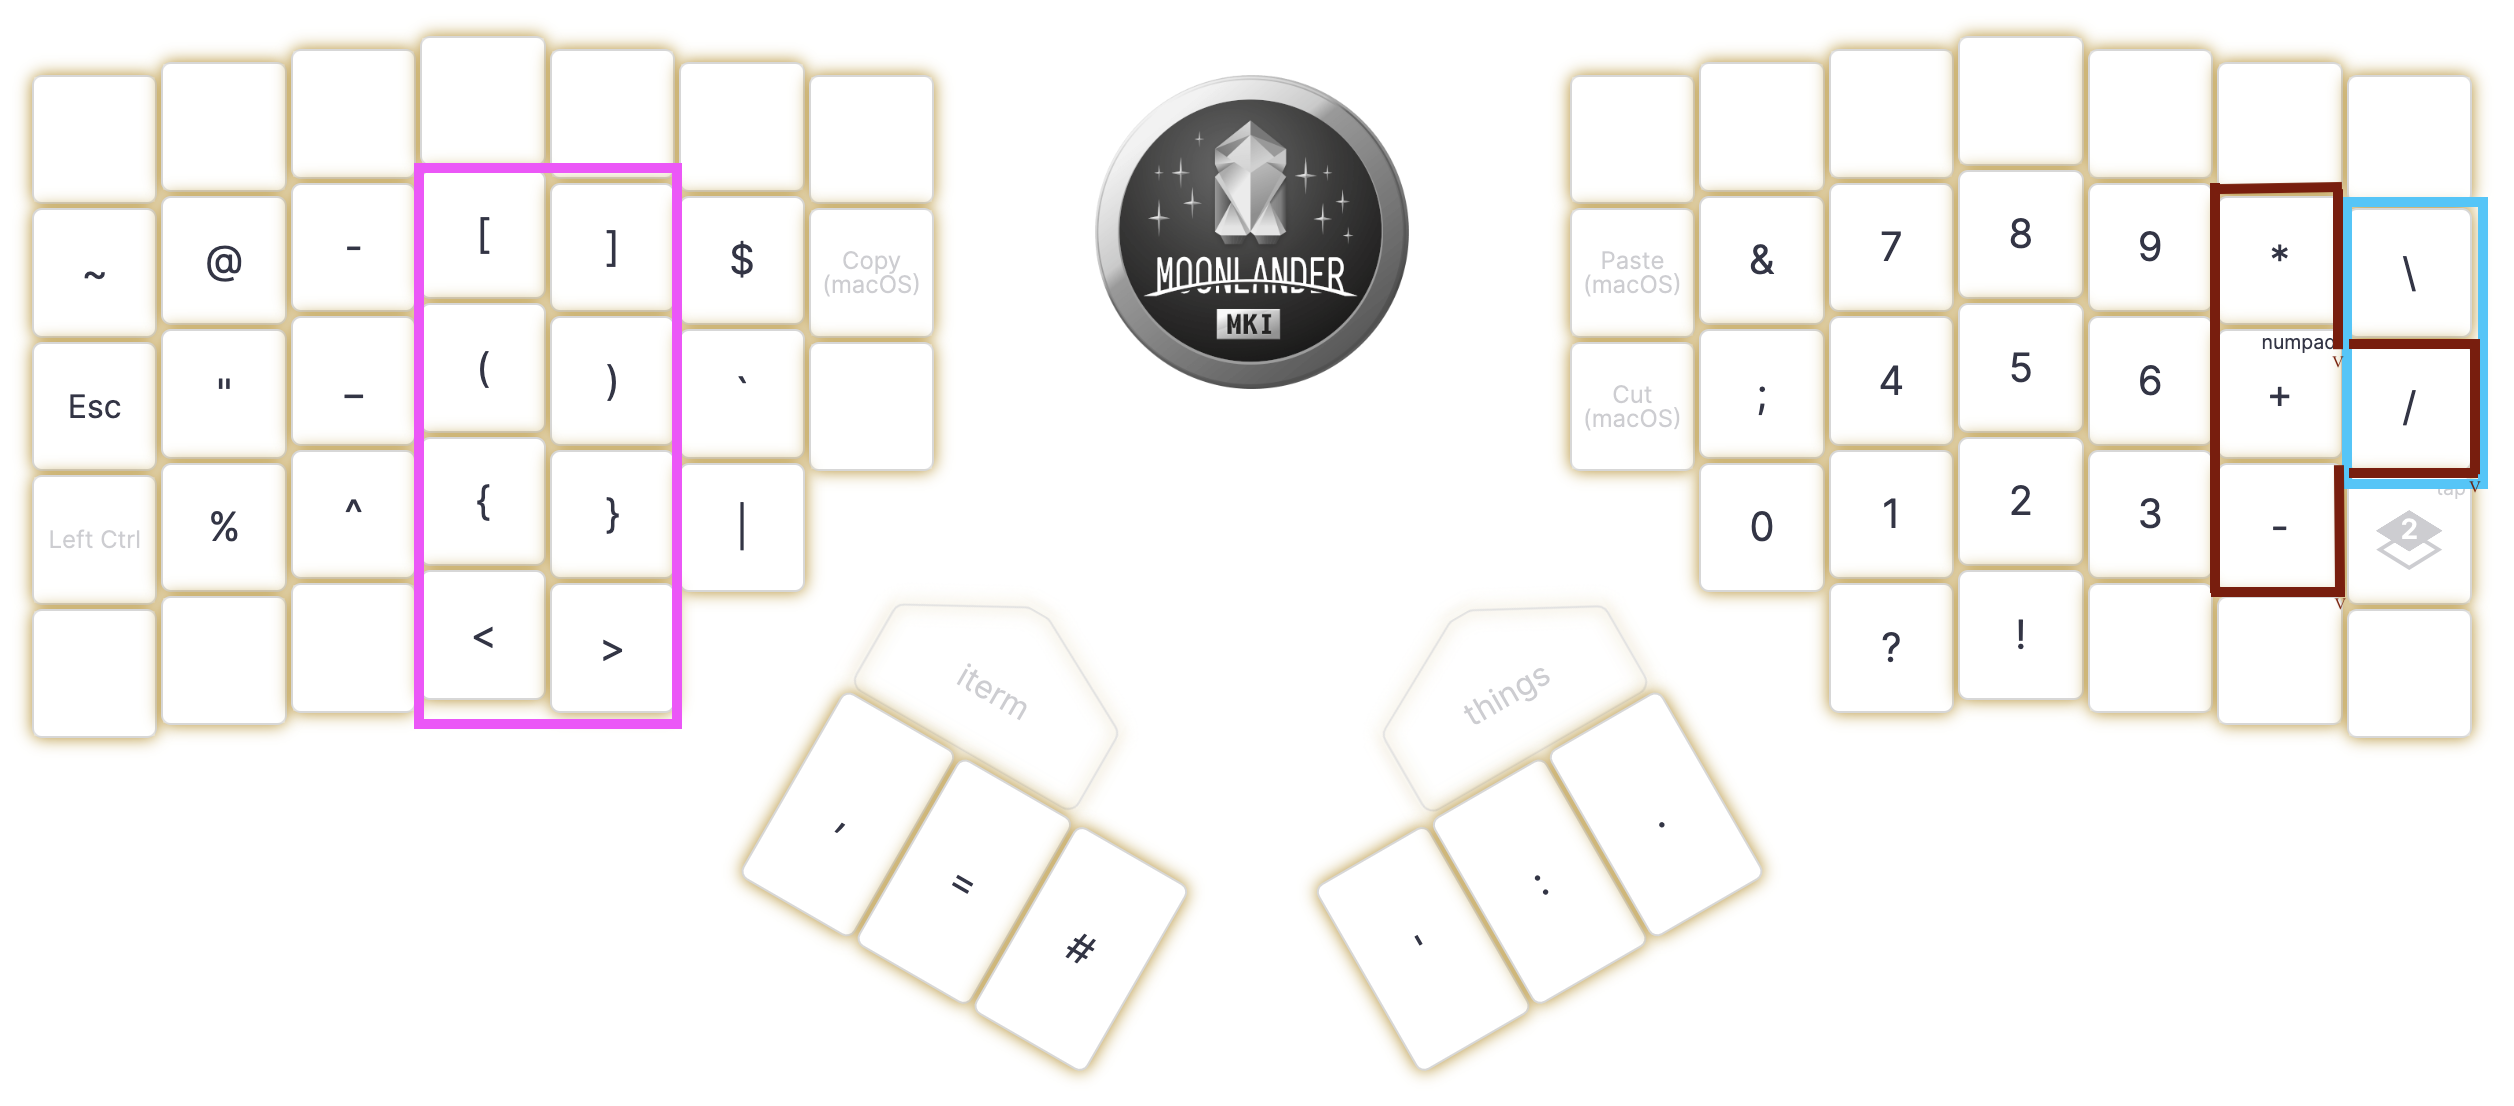 ~ @ - [ ] $ Copy
(macOS)
Paste
(macOS) & 7 8 9 * \
Esc " _ ( ) ` Cut
(macOS) ; 4 5 6 numpad
+ /
Left Ctrl % ^ { } | 0 1 2 3 - tap
2
< > ? !
iterm things
, = # ' : .
MOONLANDER
MKI
V
V
V